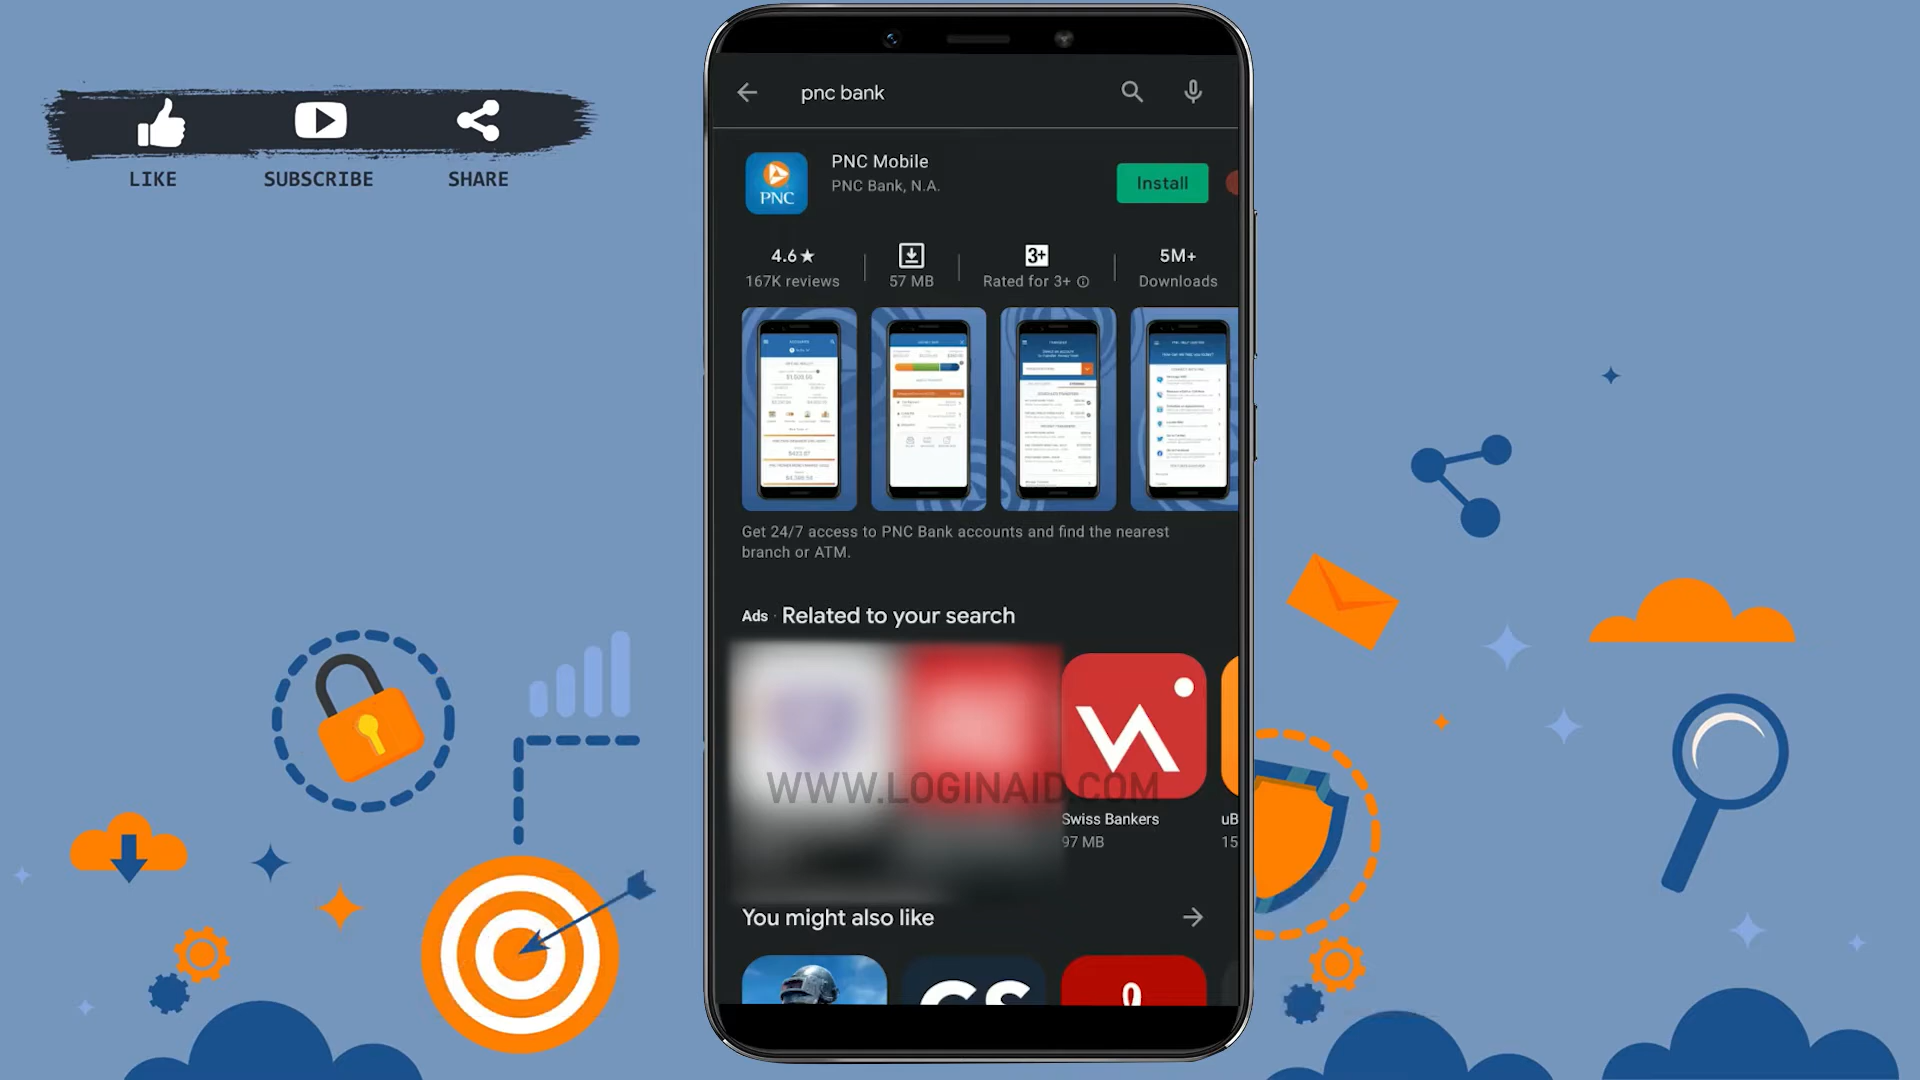 LIKE SUBSCRIBE SHARE
pnc bank
PNC
PNC Mobile
PNC Bank, N.A.
Install
4.6★
167K reviews
57 MB
3+
Rated for 3+
5M+
Downloads
Get 24/7 access to PNC Bank accounts and find the nearest
branch or ATM.
Ads · Related to your search
WWW.LOGINAID.COM
Swiss Bankers
97 MB
uB
15
You might also like
GS